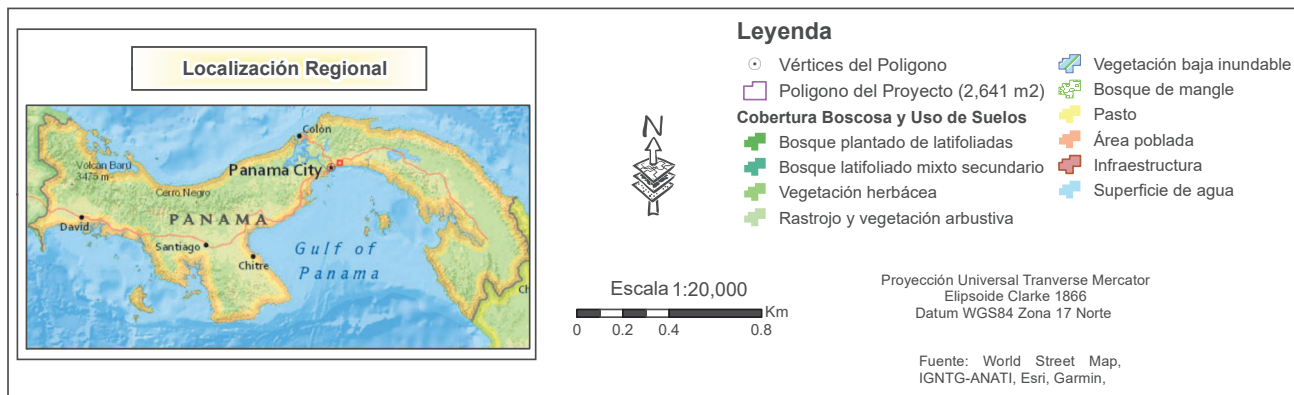 Localización Regional
Colón
Volcán Barú
3475 m
Panama City
Cerro Negro
PANAMA
David
Santiago
Gulf of
Panama
Chitre
Ch
N
Escala 1:20,000
Km
0 0.2 0.4 0.8
Leyenda
Vértices del Poligono
Poligono del Proyecto (2,641 m2)
Cobertura Boscosa y Uso de Suelos
Bosque plantado de latifoliadas
Bosque latifoliado mixto secundario
Vegetación herbácea
Rastrojo y vegetación arbustiva
Vegetación baja inundable
Bosque de mangle
Pasto
Área poblada
Infraestructura
Superficie de agua
Proyección Universal Tranverse Mercator
Elipsoide Clarke 1866
Datum WGS84 Zona 17 Norte
Fuente: World Street Map,
IGNTG-ANATI, Esri, Garmin,